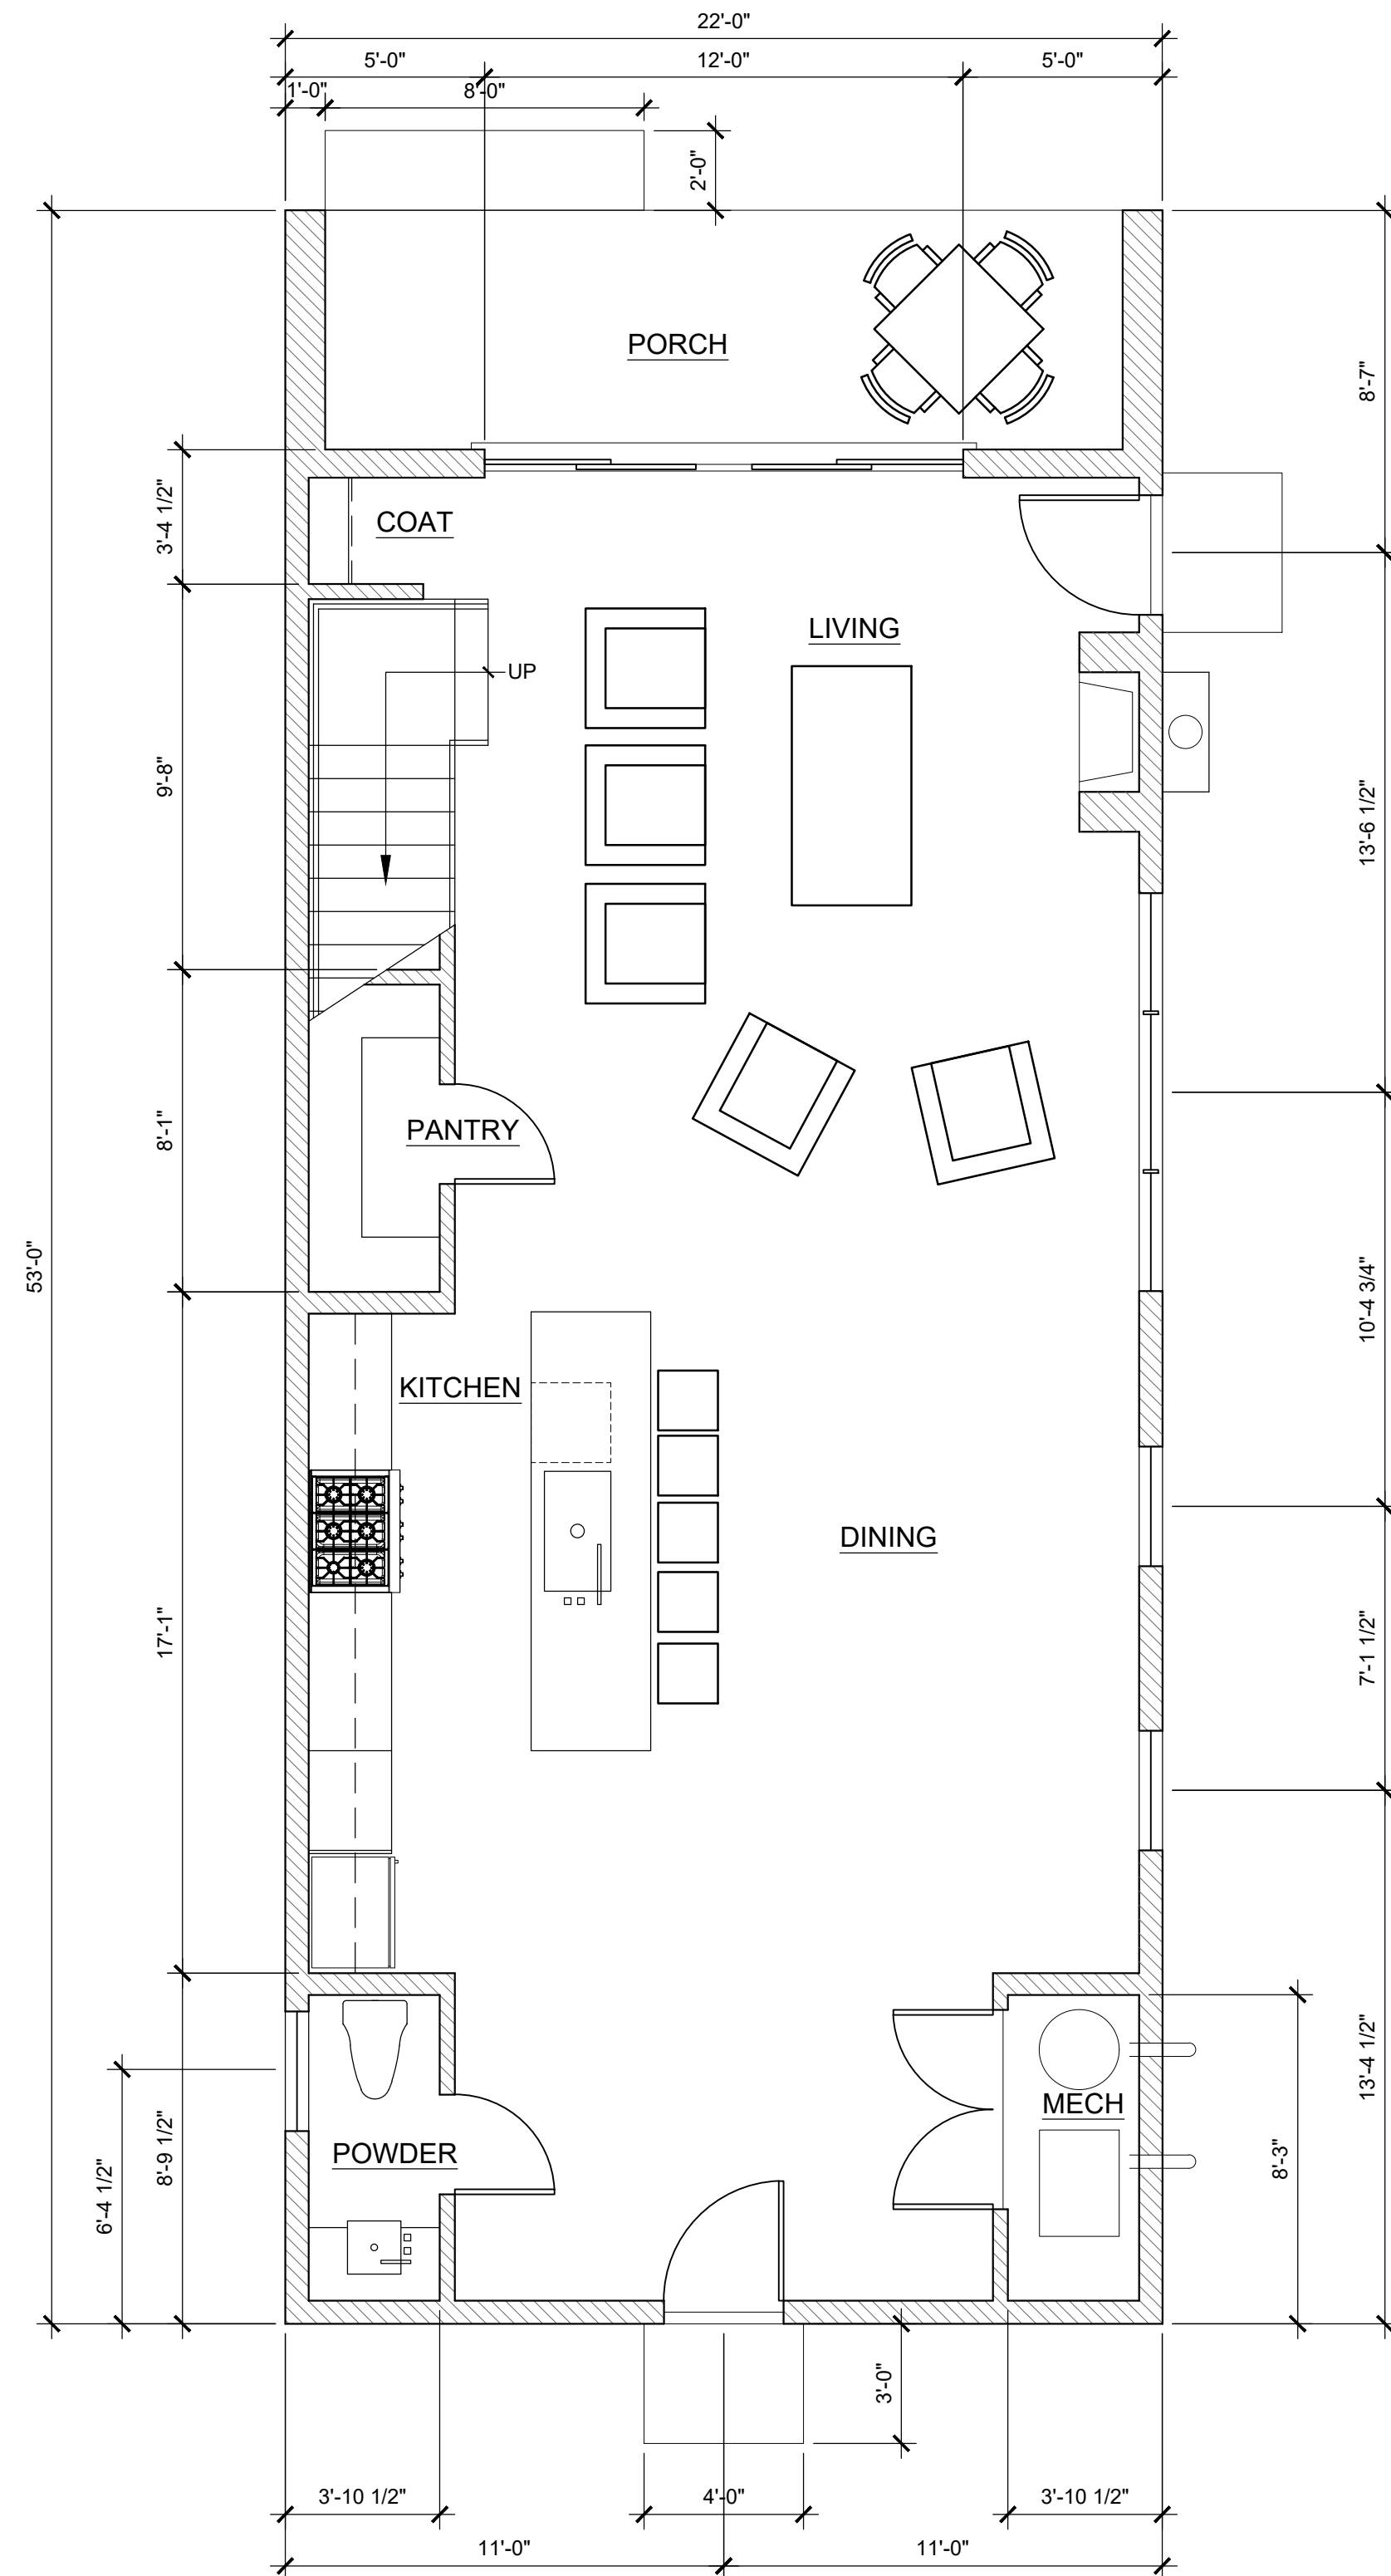 22'-0"
5'-0"
12'-0"
5'-0"
1'-0"
8'-0"
2'-0"
PORCH
8'-7"
3'-4 1/2"
COAT
LIVING
UP
9'-8"
13'-6 1/2"
8'-1"
PANTRY
53'-0"
10'-4 3/4"
KITCHEN
DINING
17'-1"
7'-1 1/2"
13'-4 1/2"
MECH
8'-9 1/2"
POWDER
8'-3"
6'-4 1/2"
3'-0"
3'-10 1/2"
4'-0"
3'-10 1/2"
11'-0"
11'-0"